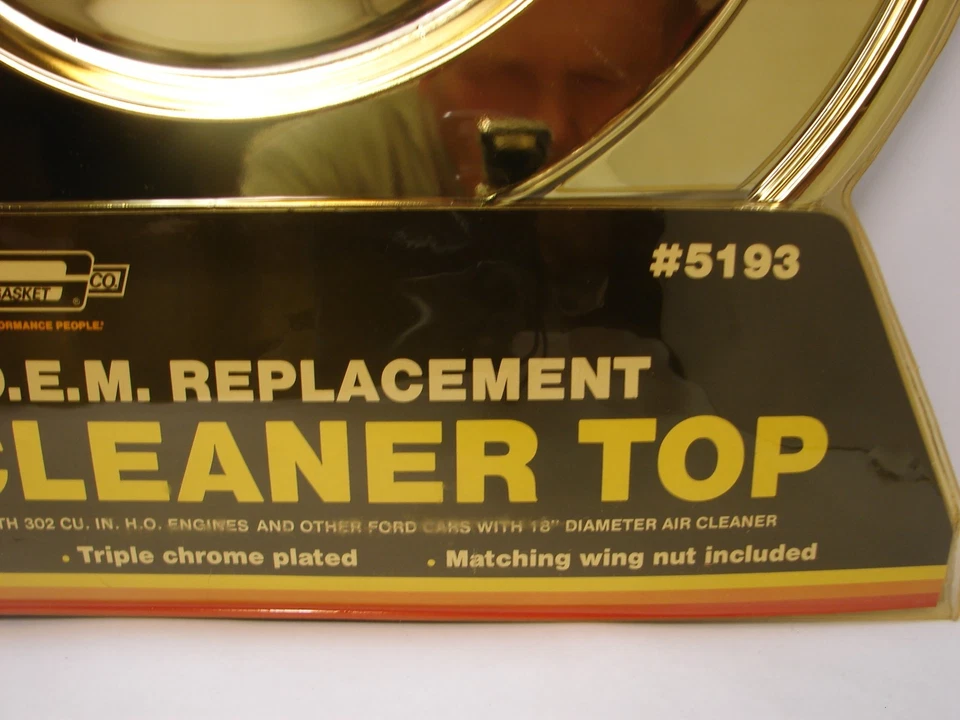 #5193
GASKET CO.
ORMANCE PEOPLE!
O.E.M. REPLACEMENT
CLEANER TOP
TH 302 CU. IN. H.O. ENGINES AND OTHER FORD CARS WITH 18" DIAMETER AIR CLEANER
• Triple chrome plated • Matching wing nut included